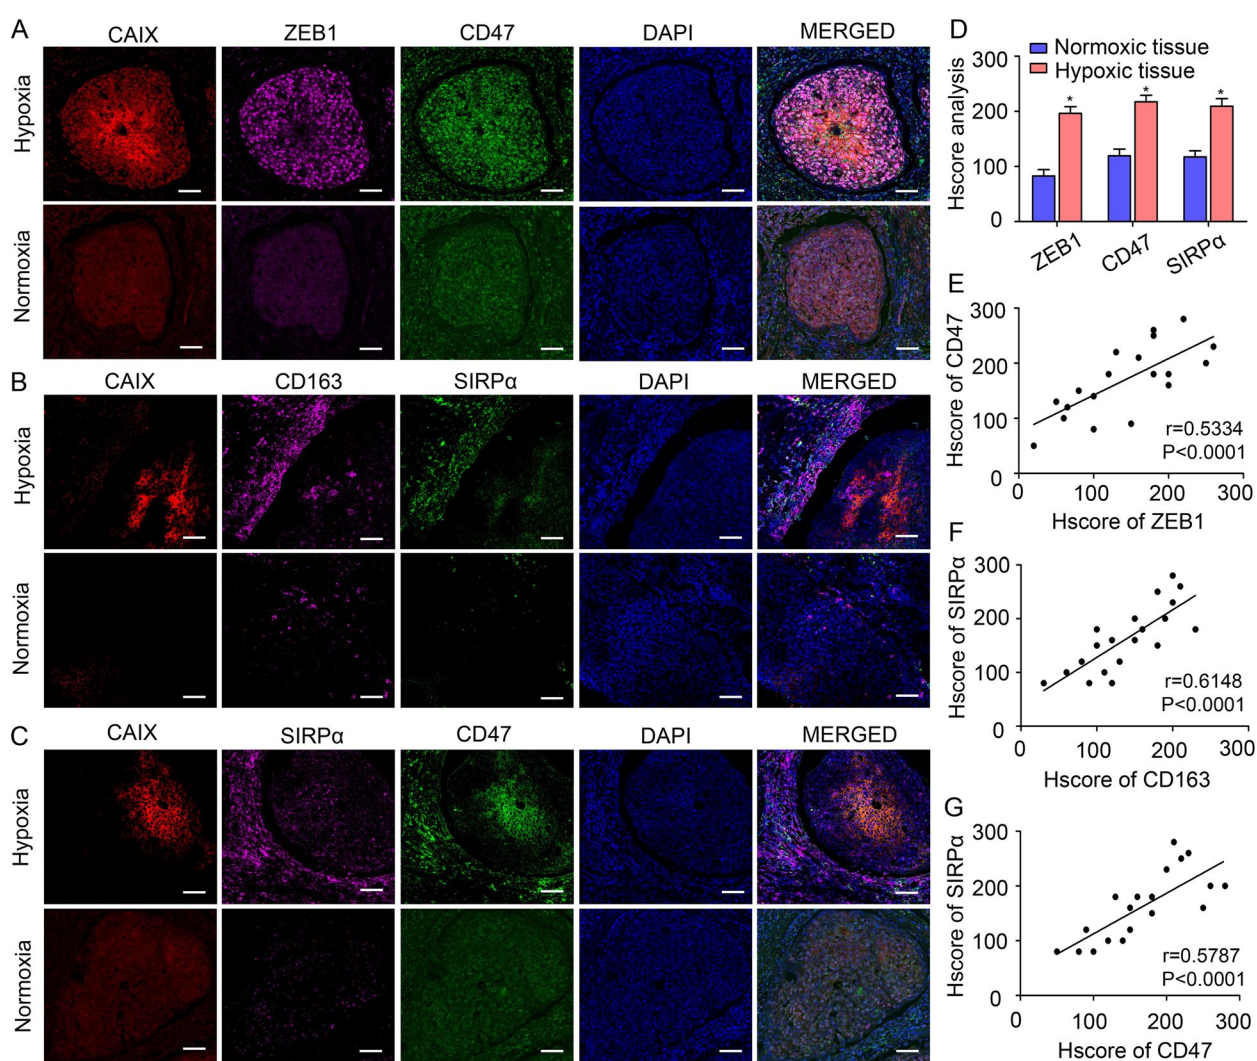 A
CAIX ZEB1 CD47 DAPI MERGED
Hypoxia
Normoxia
B
CAIX CD163 SIRPα DAPI MERGED
Hypoxia
Normoxia
C
CAIX SIRPα CD47 DAPI MERGED
Hypoxia
Normoxia
D
Normoxic tissue
Hypoxic tissue
Hscore analysis
300
200
100
0
* * *
ZEB1 CD47 SIRPα
E
Hscore of CD47
300
200
100
0
r=0.5334
P<0.0001
0 100 200 300
Hscore of ZEB1
F
Hscore of SIRPα
300
200
100
0
r=0.6148
P<0.0001
0 100 200 300
Hscore of CD163
G
Hscore of SIRPα
300
200
100
0
r=0.5787
P<0.0001
0 100 200 300
Hscore of CD47